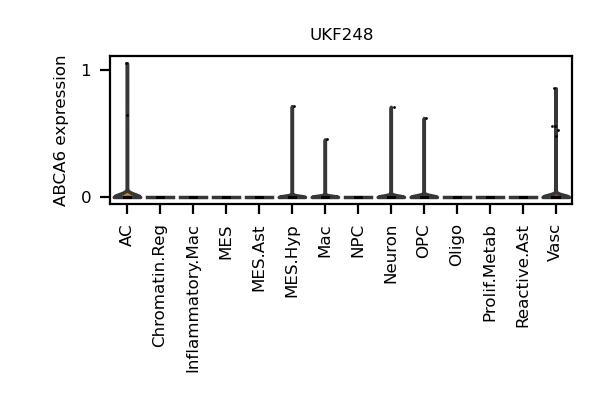 UKF248
ABCA6 expression
1
0
AC
Chromatin.Reg
Inflammatory.Mac
MES
MES.Ast
MES.Hyp
Mac
NPC
Neuron
OPC
Oligo
Prolif.Metab
Reactive.Ast
Vasc